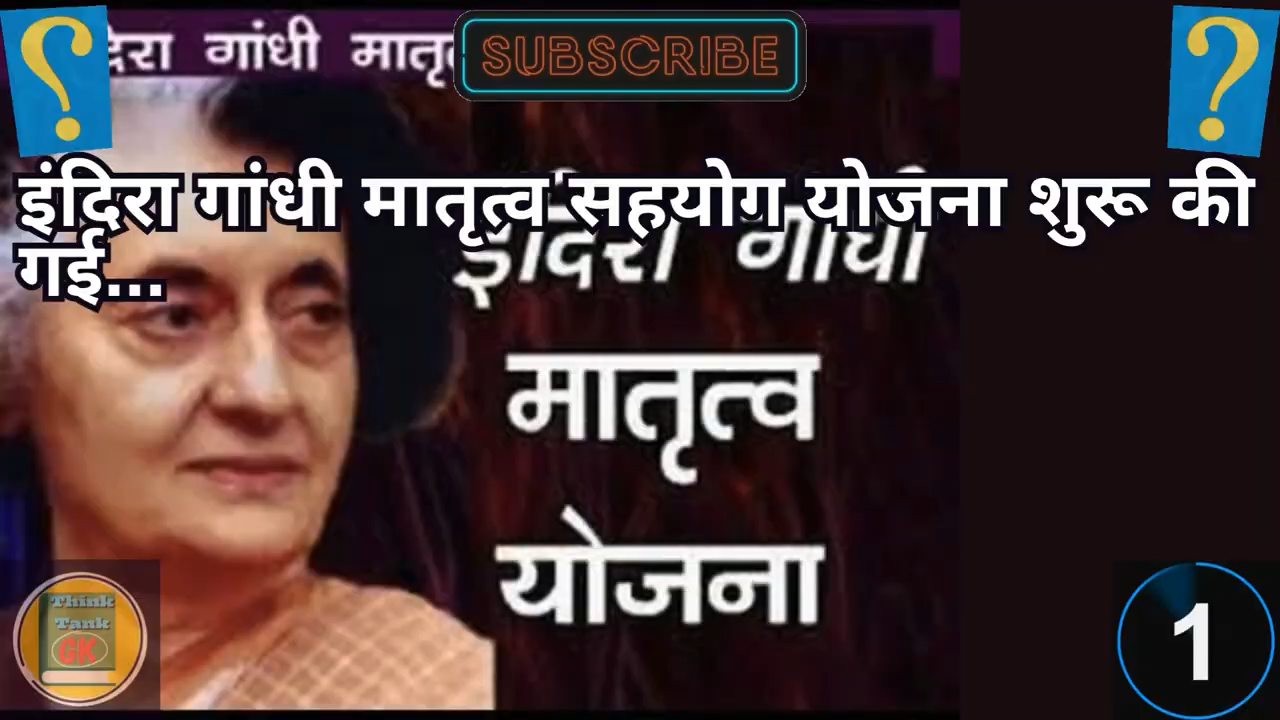 गांधी
SUBSCRIBE
इंदिरा गांधी मातृत्व सहयोग योजना शुरू की
गई...
इंदिरा गांधी
मातृत्व
योजना
Think
Tank
GK
1